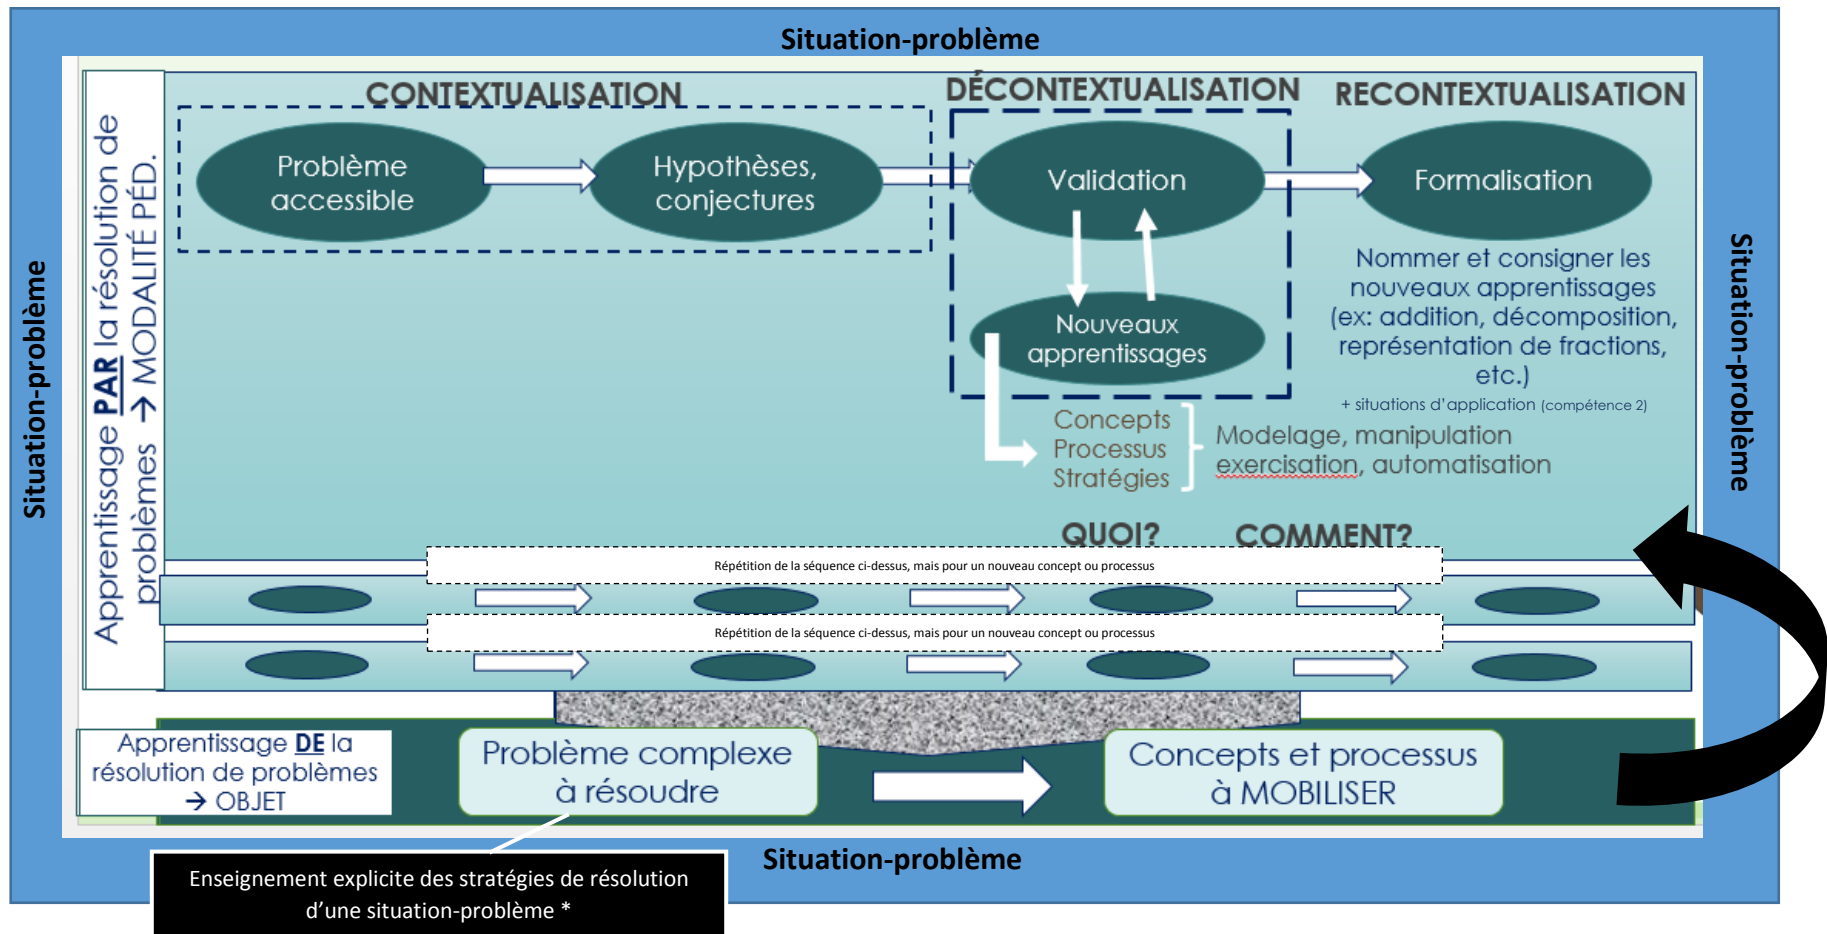 Situation-problème
Situation-problème
Situation-problème
Apprentissage PAR la résolution de
problèmes → MODALITÉ PÉD.
CONTEXTUALISATION
DÉCONTEXTUALISATION
RECONTEXTUALISATION
Problème
accessible
Hypothèses,
conjectures
Validation
Formalisation
Nouveaux
apprentissages
Nommer et consigner les
nouveaux apprentissages
(ex: addition, décomposition,
représentation de fractions,
etc.)
+ situations d'application (compétence 2)
Concepts
Processus
Stratégies
Modelage, manipulation
exercisation, automatisation
QUOI?
COMMENT?
Répétition de la séquence ci-dessus, mais pour un nouveau concept ou processus
Répétition de la séquence ci-dessus, mais pour un nouveau concept ou processus
Apprentissage DE la
résolution de problèmes
→ OBJET
Problème complexe
à résoudre
Concepts et processus
à MOBILISER
Situation-problème
Enseignement explicite des stratégies de résolution
d'une situation-problème *